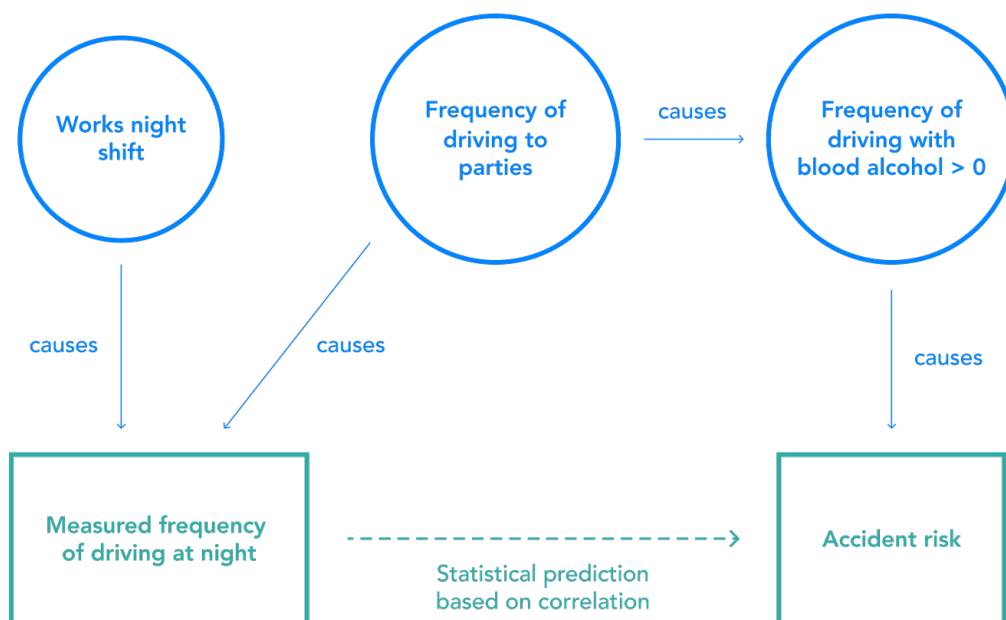 Works night
shift
Frequency of
driving to
parties
causes
Frequency of
driving with
blood alcohol > 0
causes
causes
causes
Measured frequency
of driving at night
Statistical prediction
based on correlation
Accident risk